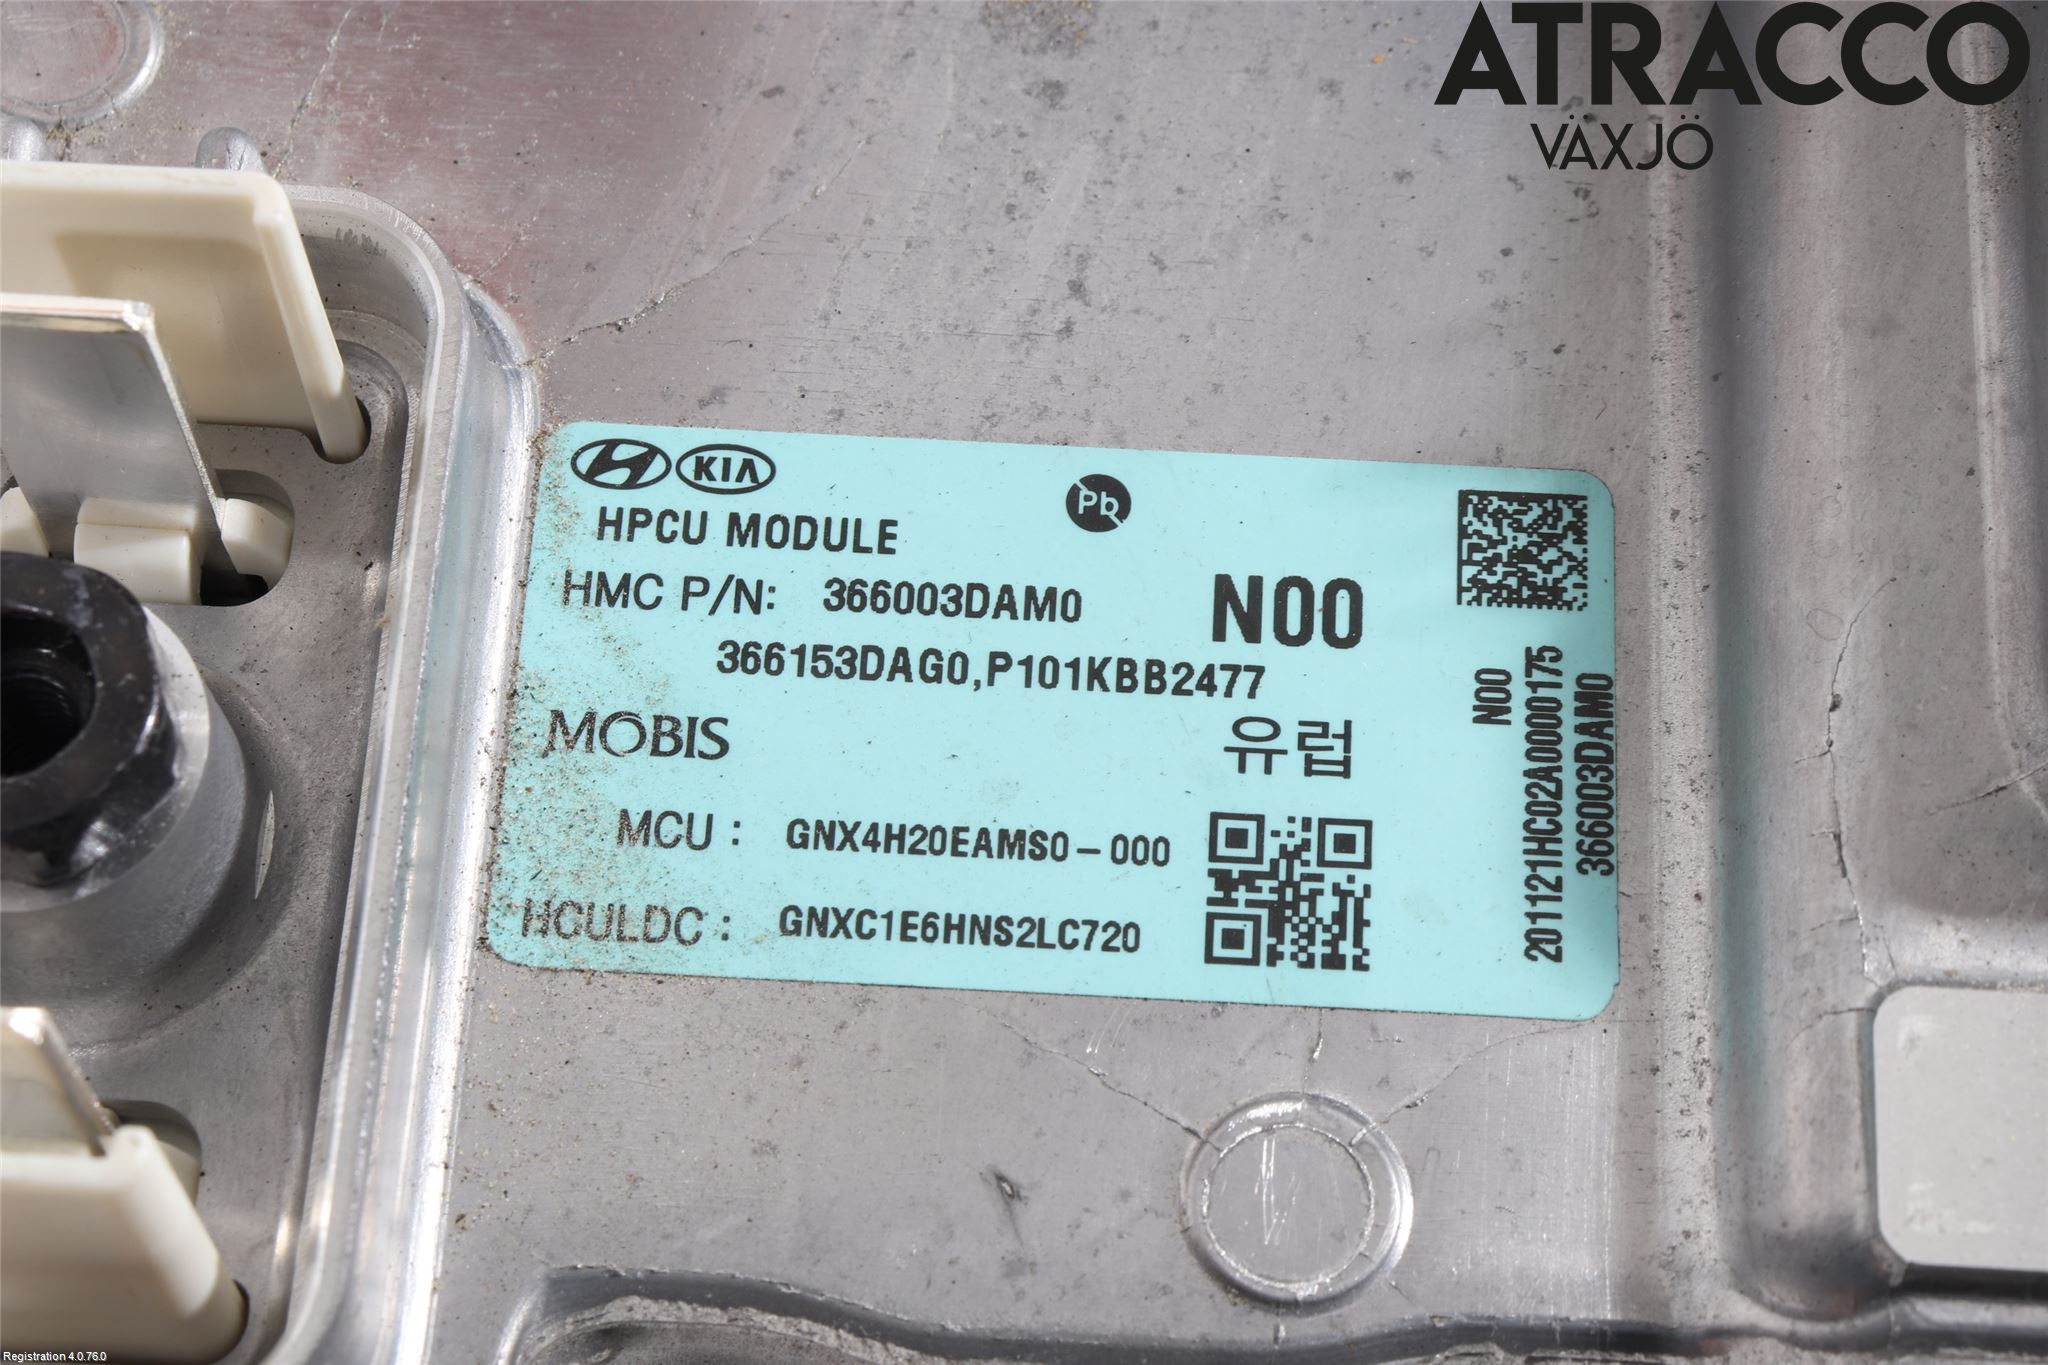 ATRACCO
VÄXJÖ
KIA
Pb
HPCU MODULE
HMC P/N: 366003DAM0
N00
366153DAG0,P101KBB2477
MOBIS
유럽
MCU : GNX4H20EAMS0-000
HCULDC : GNXC1E6HNS2LC720
N00
201121HC02A0000175
366003DAM0
Registration 4.0.76.0